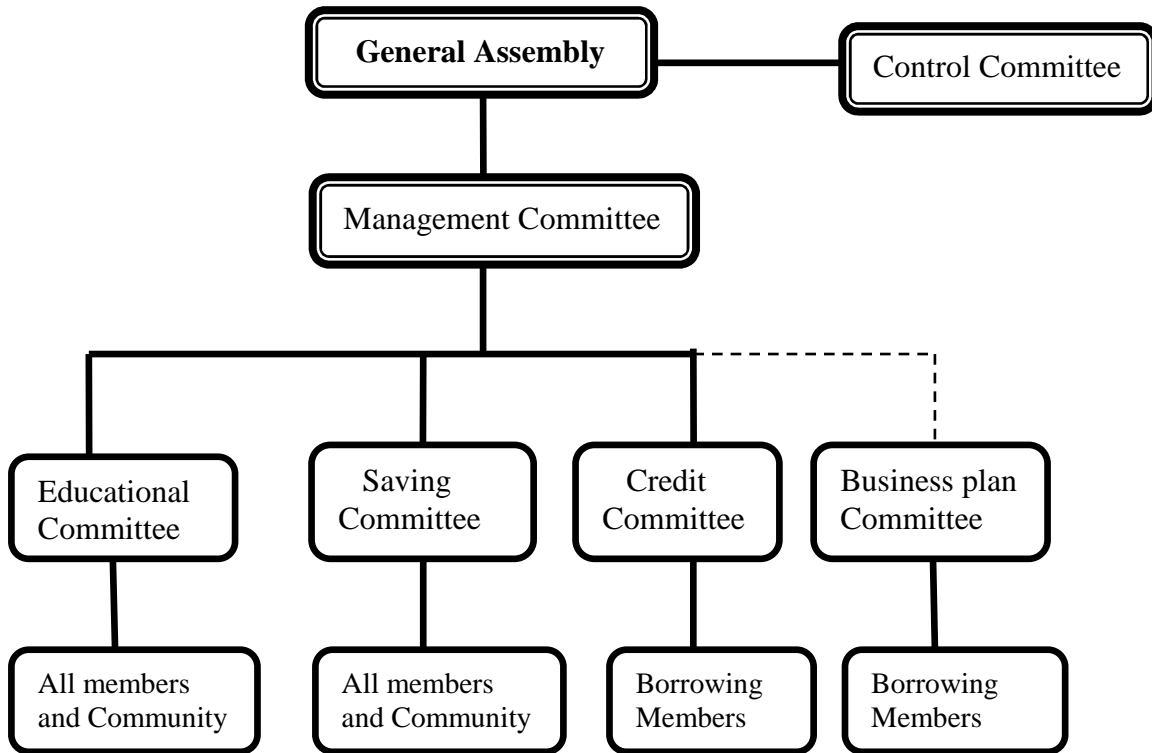 General Assembly
Control Committee
Management Committee
Educational
Committee
Saving
Committee
Credit
Committee
Business plan
Committee
All members
and Community
All members
and Community
Borrowing
Members
Borrowing
Members